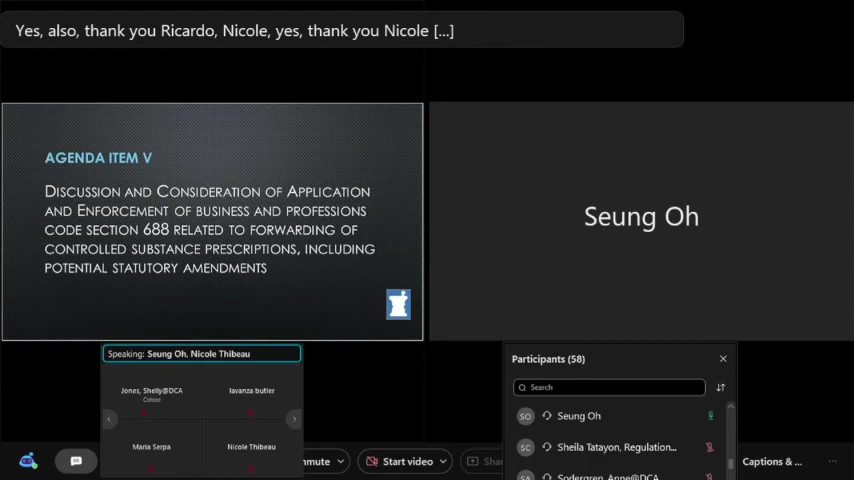 Yes, also, thank you Ricardo, Nicole, yes, thank you Nicole [...]
AGENDA ITEM V
DISCUSSION AND CONSIDERATION OF APPLICATION
AND ENFORCEMENT OF BUSINESS AND PROFESSIONS
CODE SECTION 688 RELATED TO FORWARDING OF
CONTROLLED SUBSTANCE PRESCRIPTIONS, INCLUDING
POTENTIAL STATUTORY AMENDMENTS
Seung Oh
Speaking: Seung Oh, Nicole Thibeau
Jones, Shelly@DCA
Cohost
lavanza butler
Maria Serpa
Nicole Thibeau
Participants (58)
Search
SO
Seung Oh
SC
Sheila Tatayon, Regulation...
SA
Sodergren, Anne@DCA
Start video
Captions & ...